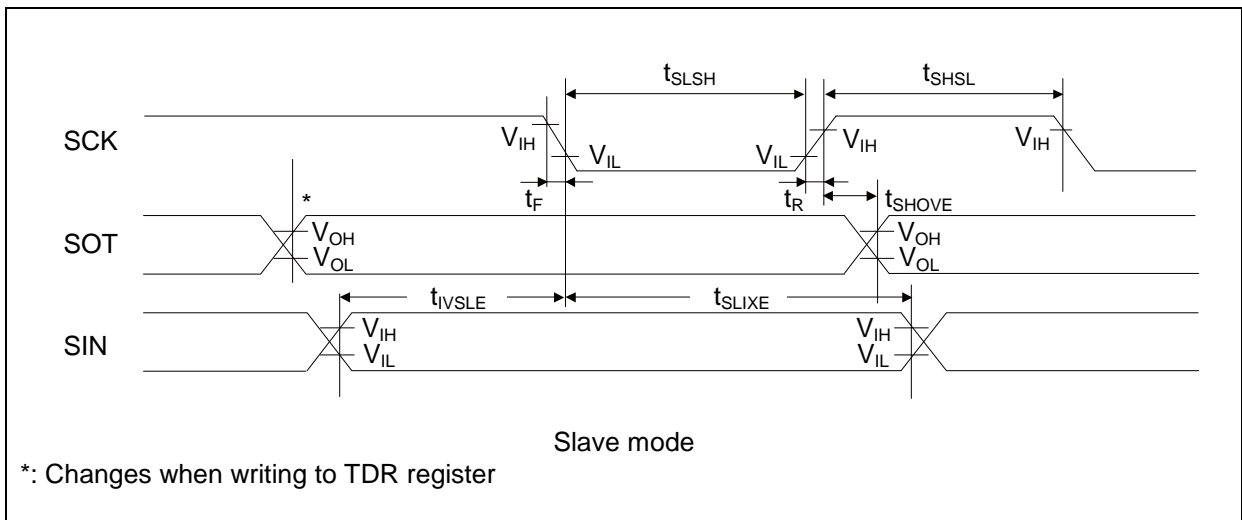 tSLSH tSHSL
SCK VIH VIL VIL VIH VIH
tF tR tSHOVE
*
SOT VOH VOH
VOL VOL
tIVSLE tSLIXE
SIN VIH VIH
VIL VIL
Slave mode
*: Changes when writing to TDR register